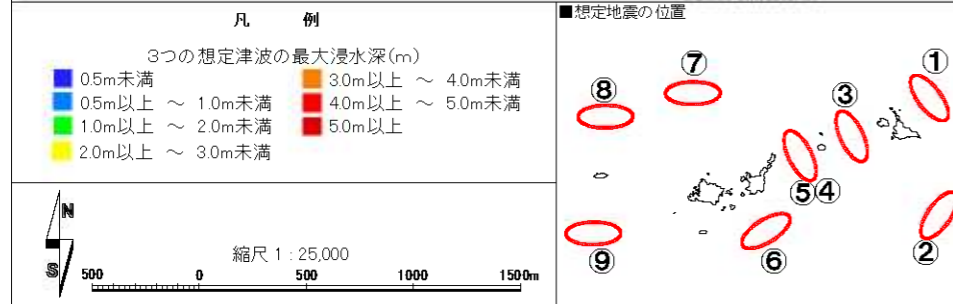 凡 例
3つの想定津波の最大浸水深(m)
0.5m未満
0.5m以上 ～ 1.0m未満
1.0m以上 ～ 2.0m未満
2.0m以上 ～ 3.0m未満
3.0m以上 ～ 4.0m未満
4.0m以上 ～ 5.0m未満
5.0m以上
N
S
縮尺 1 : 25,000
500 0 500 1000 1500m
■想定地震の位置
①
⑦
⑧
③
⑤④
②
⑥
⑨